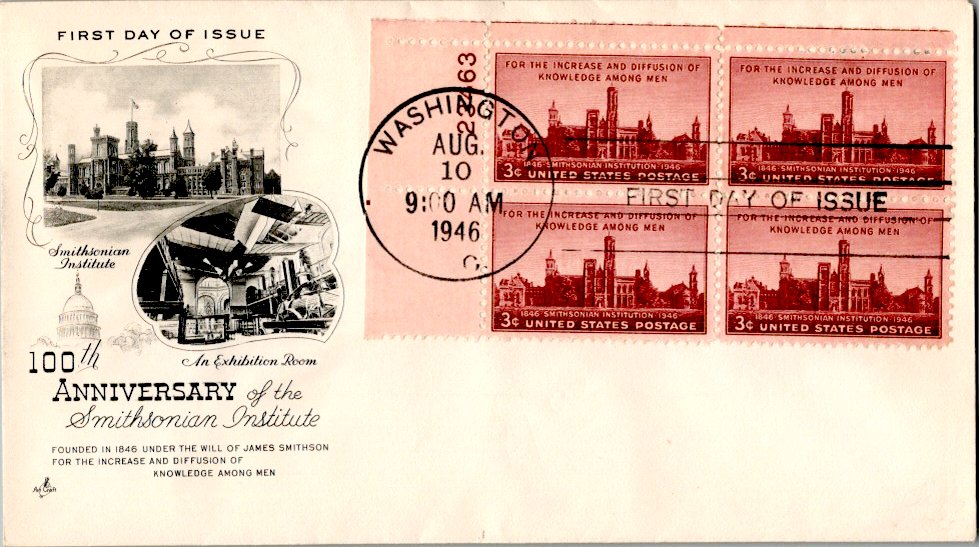 FIRST DAY OF ISSUE
Smithsonian
Institute
An Exhibition Room
100th
ANNIVERSARY of the
Smithsonian Institute
FOUNDED IN 1846 UNDER THE WILL OF JAMES SMITHSON
FOR THE INCREASE AND DIFFUSION OF
KNOWLEDGE AMONG MEN
Art Craft
WASHINGTON
AUG.
10
9:00 AM
1946
FIRST DAY OF ISSUE
FOR THE INCREASE AND DIFFUSION OF
KNOWLEDGE AMONG MEN
1846·SMITHSONIAN INSTITUTION·1946
3¢ UNITED STATES POSTAGE
FOR THE INCREASE AND DIFFUSION OF
KNOWLEDGE AMONG MEN
1846·SMITHSONIAN INSTITUTION·1946
3¢ UNITED STATES POSTAGE
FOR THE INCREASE AND DIFFUSION OF
KNOWLEDGE AMONG MEN
1846·SMITHSONIAN INSTITUTION·1946
3¢ UNITED STATES POSTAGE
FOR THE INCREASE AND DIFFUSION OF
KNOWLEDGE AMONG MEN
1846·SMITHSONIAN INSTITUTION·1946
3¢ UNITED STATES POSTAGE